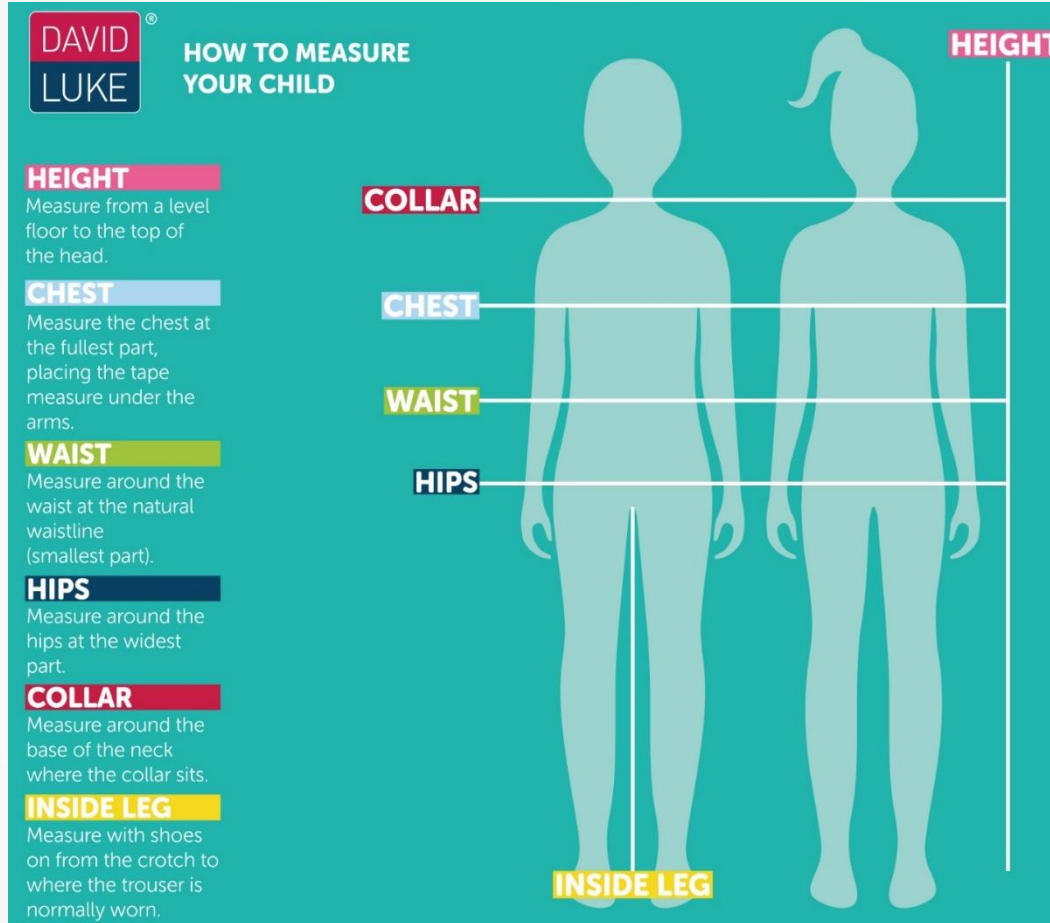 DAVID
LUKE
®
HOW TO MEASURE
YOUR CHILD
HEIGHT
Measure from a level
floor to the top of
the head.
CHEST
Measure the chest at
the fullest part,
placing the tape
measure under the
arms.
WAIST
Measure around the
waist at the natural
waistline
(smallest part).
HIPS
Measure around the
hips at the widest
part.
COLLAR
Measure around the
base of the neck
where the collar sits.
INSIDE LEG
Measure with shoes
on from the crotch to
where the trouser is
normally worn.
HEIGHT
COLLAR
CHEST
WAIST
HIPS
INSIDE LEG